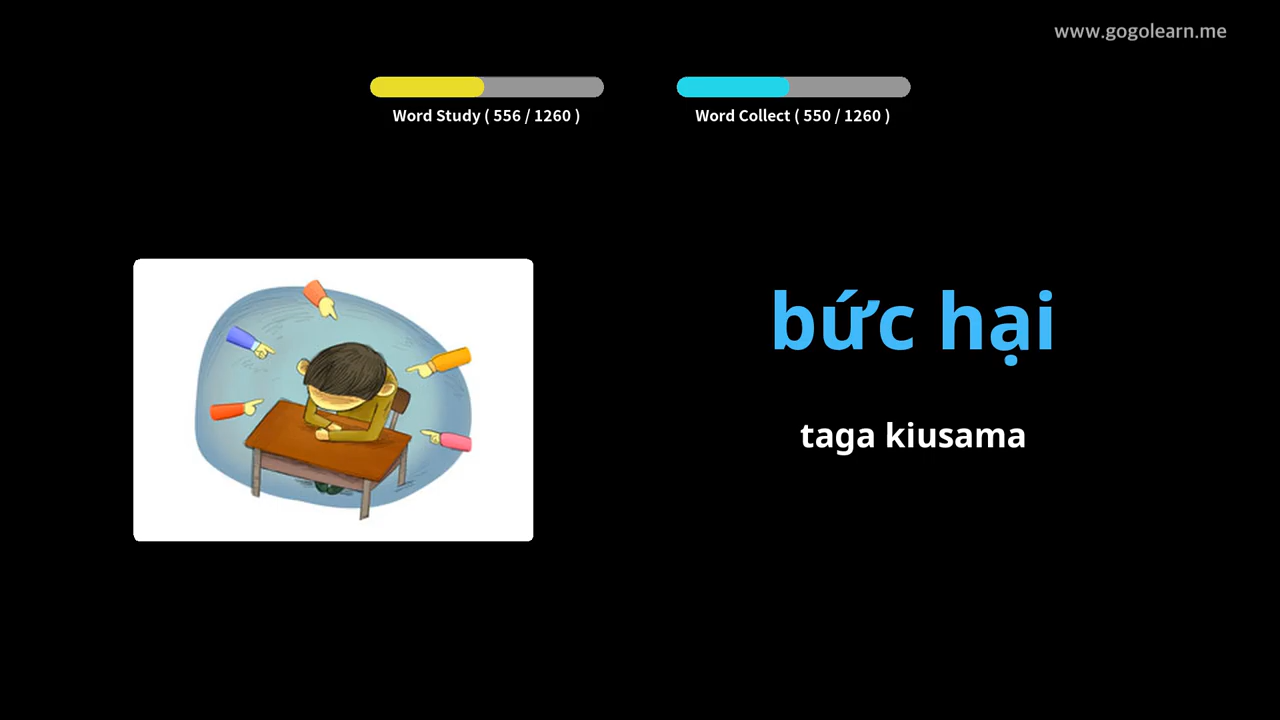 www.gogolearn.me
Word Study ( 556 / 1260 )
Word Collect ( 550 / 1260 )
bức hại
taga kiusama